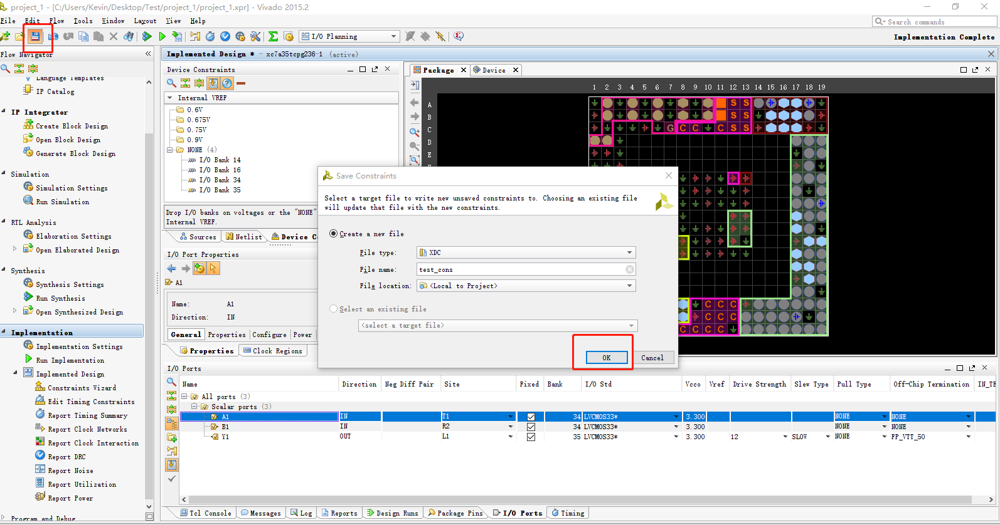 project_1 - [C:/Users/Kevin/Desktop/Test/project_1/project_1.xpr] - Vivado 2015.2
File Edit Flow Tools Window Layout View Help
Search commands
I/O Planning
Implementation Complete
Flow Navigator
Language Templates
IP Catalog
IP Integrator
Create Block Design
Open Block Design
Generate Block Design
Simulation
Simulation Settings
Run Simulation
RTL Analysis
Elaboration Settings
Open Elaborated Design
Synthesis
Synthesis Settings
Run Synthesis
Open Synthesized Design
Implementation
Implementation Settings
Run Implementation
Implemented Design
Constraints Wizard
Edit Timing Constraints
Report Timing Summary
Report Clock Networks
Report Clock Interaction
Report DRC
Report Noise
Report Utilization
Report Power
Program and Debug
Implemented Design * - xc7a35tcpg236-1 (active)
Device Constraints
Internal VREF
0.6V
0.675V
0.75V
0.9V
NONE (4)
I/O Bank 14
I/O Bank 16
I/O Bank 34
I/O Bank 35
Drop I/O banks on voltages or the "NONE"
Internal VREF.
Sources Netlist Device Co
I/O Port Properties
A1
Name: A1
Direction: IN
General Properties Configure Power
Properties Clock Regions
Package Device
1 2 3 4 5 6 7 8 9 10 11 12 13 14 15 16 17 18 19
A S S
B S S
C G C C C S S
D
E
C C C
C C
C C C C
Save Constraints
Select a target file to write new unsaved constraints to. Choosing an existing file
will update that file with the new constraints.
Create a new file
File type: XDC
File name: test_cons
File location: <Local to Project>
Select an existing file
<select a target file>
OK Cancel
I/O Ports
Name Direction Neg Diff Pair Site Fixed Bank I/O Std Vcco Vref Drive Strength Slew Type Pull Type Off-Chip Termination IN_TE
All ports (3)
Scalar ports (3)
A1 IN T1 34 LVCMOS33* 3.300 NONE NONE
B1 IN R2 34 LVCMOS33* 3.300 NONE NONE
Y1 OUT L1 35 LVCMOS33* 3.300 12 SLOW NONE FP_VTT_50
Tcl Console Messages Log Reports Design Runs Package Pins I/O Ports Timing